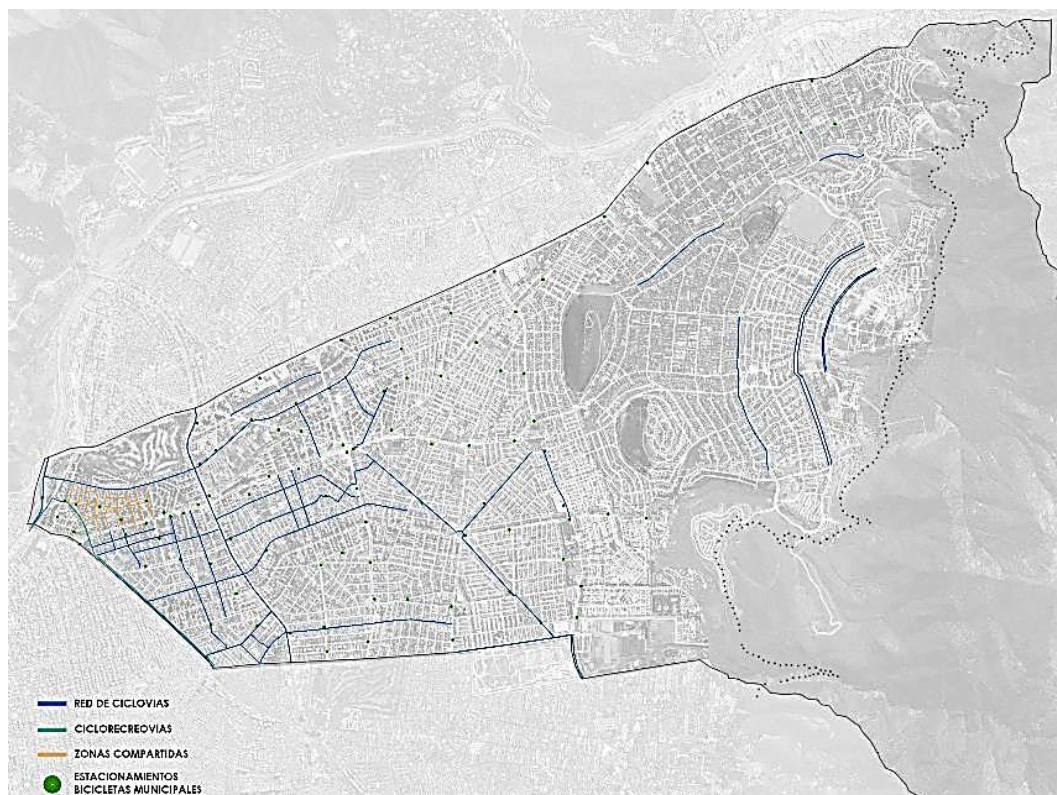 RED DE CICLOVIAS
CICLORECREOVIAS
ZONAS COMPARTIDAS
ESTACIONAMIENTOS
BICICLETAS MUNICIPALES